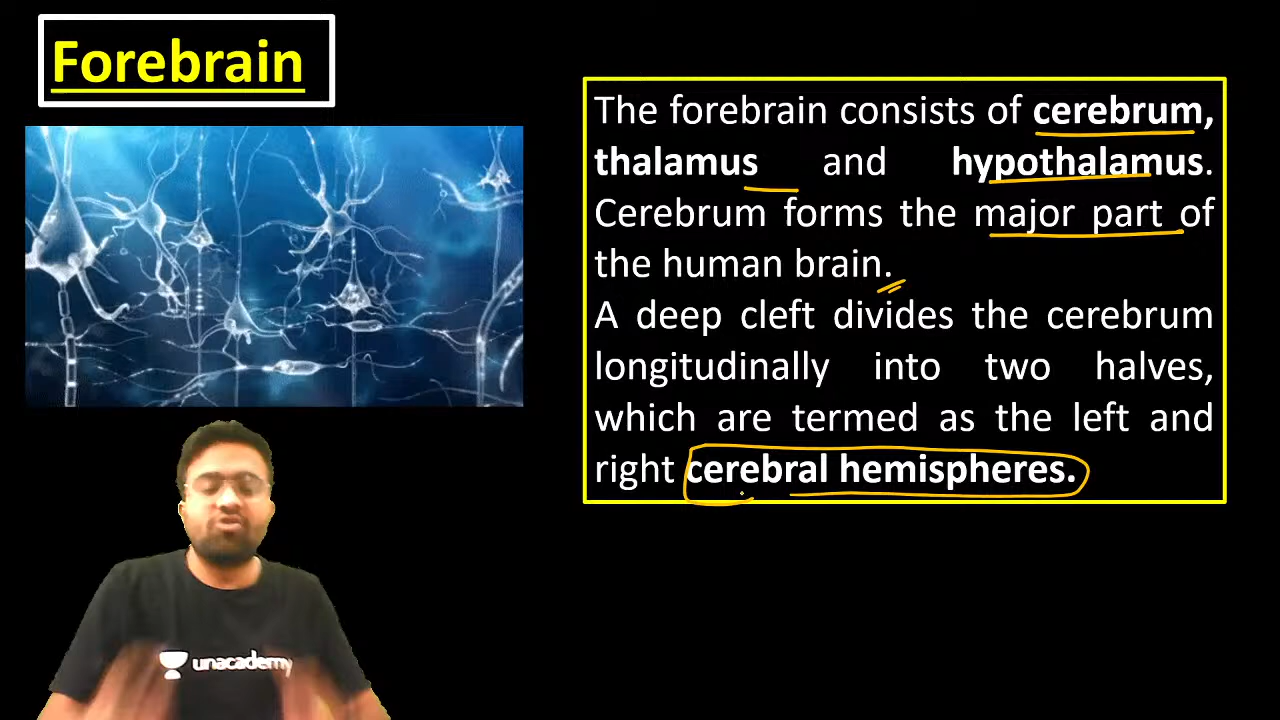 Forebrain
The forebrain consists of cerebrum,
thalamus and hypothalamus.
Cerebrum forms the major part of
the human brain.
A deep cleft divides the cerebrum
longitudinally into two halves,
which are termed as the left and
right cerebral hemispheres.
unacademy